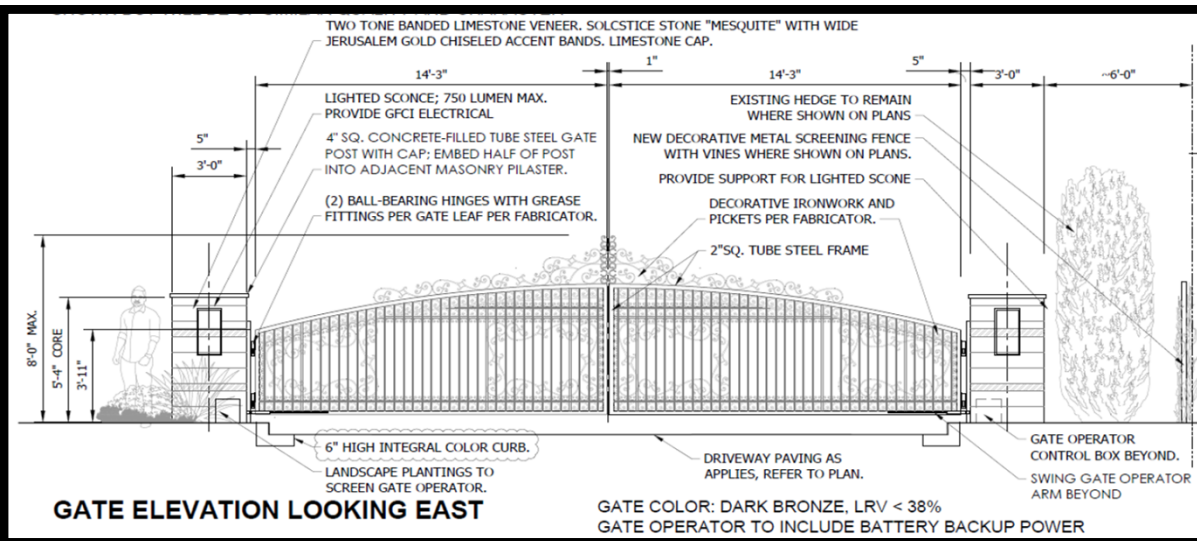 TWO TONE BANDED LIMESTONE VENEER. SOLCSTICE STONE "MESQUITE" WITH WIDE
JERUSALEM GOLD CHISELED ACCENT BANDS. LIMESTONE CAP.
14'-3"
1"
14'-3"
5"
3'-0"
~6'-0"
LIGHTED SCONCE; 750 LUMEN MAX.
PROVIDE GFCI ELECTRICAL
4" SQ. CONCRETE-FILLED TUBE STEEL GATE
POST WITH CAP; EMBED HALF OF POST
INTO ADJACENT MASONRY PILASTER.
(2) BALL-BEARING HINGES WITH GREASE
FITTINGS PER GATE LEAF PER FABRICATOR.
5"
3'-0"
EXISTING HEDGE TO REMAIN
WHERE SHOWN ON PLANS
NEW DECORATIVE METAL SCREENING FENCE
WITH VINES WHERE SHOWN ON PLANS.
PROVIDE SUPPORT FOR LIGHTED SCONE
DECORATIVE IRONWORK AND
PICKETS PER FABRICATOR.
2"SQ. TUBE STEEL FRAME
8'-0" MAX.
5'-4" CORE
3'-11"
6" HIGH INTEGRAL COLOR CURB.
LANDSCAPE PLANTINGS TO
SCREEN GATE OPERATOR.
DRIVEWAY PAVING AS
APPLIES, REFER TO PLAN.
GATE OPERATOR
CONTROL BOX BEYOND.
SWING GATE OPERATOR
ARM BEYOND
GATE ELEVATION LOOKING EAST
GATE COLOR: DARK BRONZE, LRV < 38%
GATE OPERATOR TO INCLUDE BATTERY BACKUP POWER